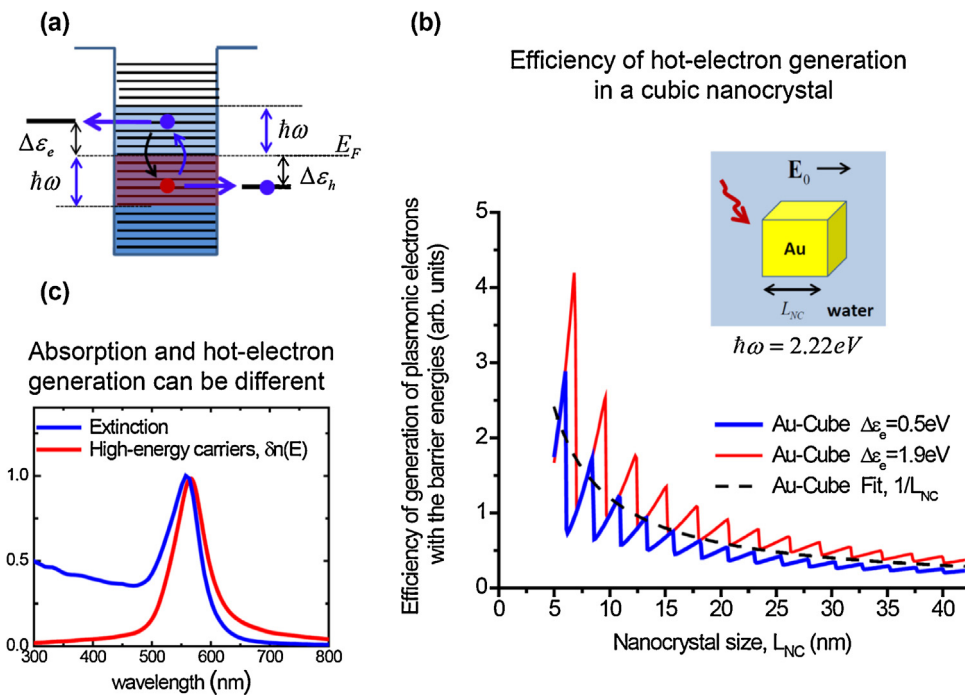 (a)
ħω
Δε_e
E_F
ħω
Δε_h
(b)
Efficiency of hot-electron generation
in a cubic nanocrystal
Efficiency of generation of plasmonic electrons
with the barrier energies (arb. units)
5
4
3
2
1
0
E₀
Au
L_NC
water
ħω = 2.22eV
Au-Cube Δε_e=0.5eV
Au-Cube Δε_e=1.9eV
Au-Cube Fit, 1/L_NC
0 5 10 15 20 25 30 35 40
Nanocrystal size, L_NC (nm)
(c)
Absorption and hot-electron
generation can be different
Extinction
High-energy carriers, δn(E)
1.0
0.5
0.0
300 400 500 600 700 800
wavelength (nm)